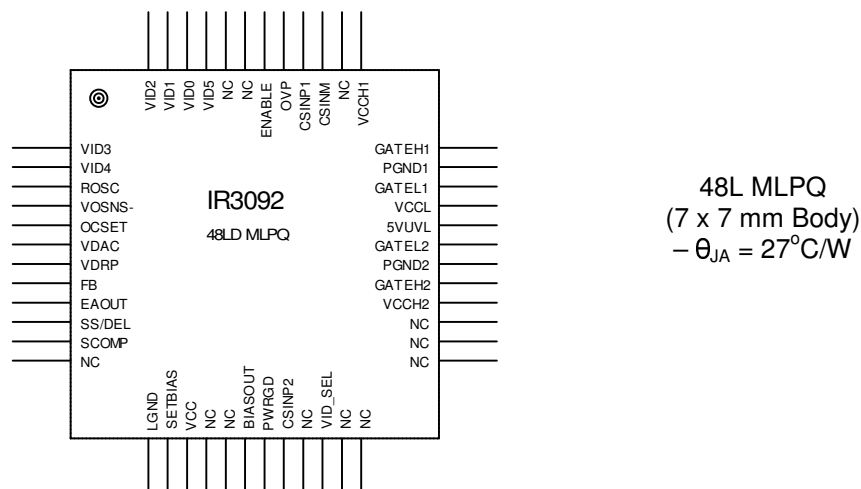 VID2
VID1
VID0
VID5
NC
NC
ENABLE
OVP
CSINP1
CSINM
NC
VCCH1
VID3
VID4
ROSC
VOSNS-
OCSET
VDAC
VDRP
FB
EAOUT
SS/DEL
SCOMP
NC
IR3092
48LD MLPQ
GATEH1
PGND1
GATEL1
VCCL
5VUVL
GATEL2
PGND2
GATEH2
VCCH2
NC
NC
NC
LGND
SETBIAS
VCC
NC
NC
BIASOUT
PWRGD
CSINP2
NC
VID_SEL
NC
NC
48L MLPQ
(7 x 7 mm Body)
– θJA = 27°C/W